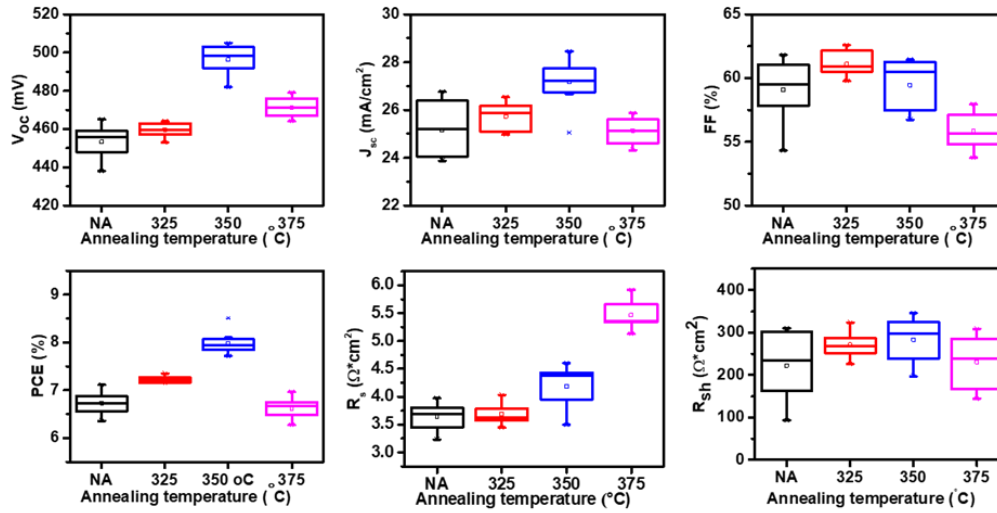 520
500
480
460
440
420
V_OC (mV)
NA 325 350 375
Annealing temperature (°C)
30
28
26
24
22
J_sc (mA/cm²)
NA 325 350 375
Annealing temperature (°C)
65
60
55
50
FF (%)
NA 325 350 375
Annealing temperature (°C)
9
8
7
6
PCE (%)
NA 325 350 oC 375
Annealing temperature (°C)
6.0
5.5
5.0
4.5
4.0
3.5
3.0
R_s (Ω*cm²)
NA 325 350 375
Annealing temperature (°C)
400
300
200
100
0
R_sh (Ω*cm²)
NA 325 350 375
Annealing temperature (°C)